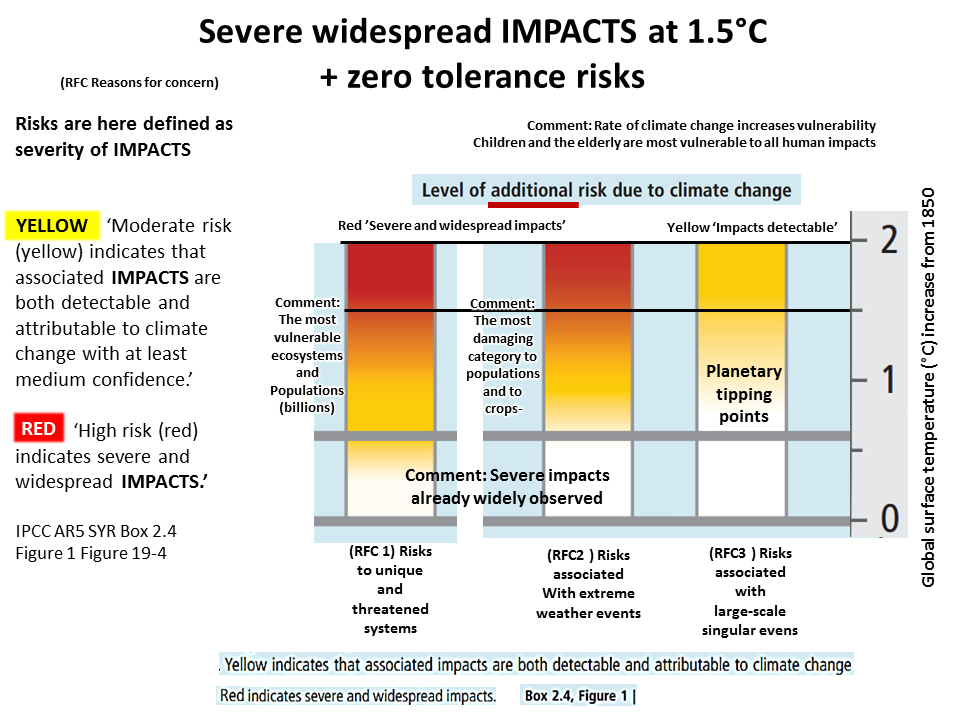 Severe widespread IMPACTS at 1.5°C
+ zero tolerance risks
(RFC Reasons for concern)
Risks are here defined as
severity of IMPACTS
Comment: Rate of climate change increases vulnerability
Children and the elderly are most vulnerable to all human impacts
Level of additional risk due to climate change
Red ’Severe and widespread impacts’
Yellow ‘Impacts detectable’
YELLOW ‘Moderate risk
(yellow) indicates that
associated IMPACTS are
both detectable and
attributable to climate
change with at least
medium confidence.’
RED ‘High risk (red)
indicates severe and
widespread IMPACTS.’
IPCC AR5 SYR Box 2.4
Figure 1 Figure 19-4
Comment:
The most
vulnerable
ecosystems
and
Populations
(billions)
Comment:
The most
damaging
category to
populations
and to
crops-
Planetary
tipping
points
Comment: Severe impacts
already widely observed
2
1
0
Global surface temperature (°C) increase from 1850
(RFC 1) Risks
to unique
and
threatened
systems
(RFC2 ) Risks
associated
With extreme
weather events
(RFC3 ) Risks
associated
with
large-scale
singular evens
. Yellow indicates that associated impacts are both detectable and attributable to climate change
Red indicates severe and widespread impacts. Box 2.4, Figure 1 |